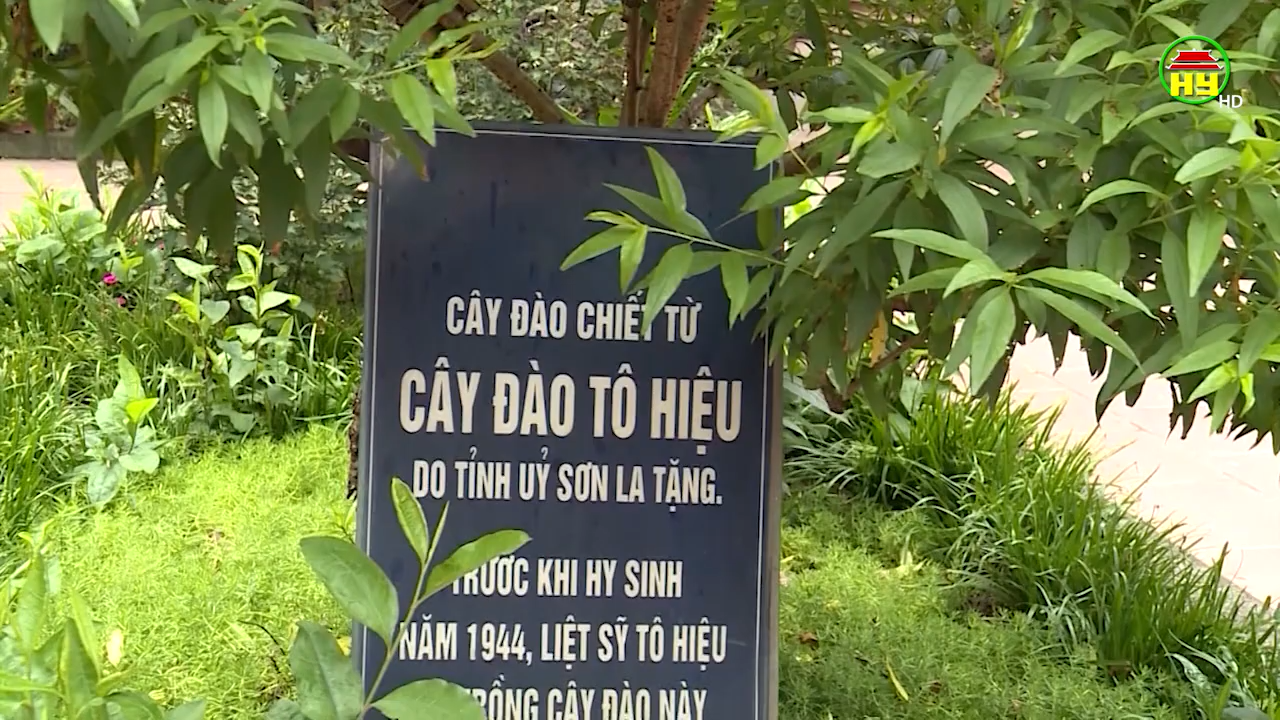 HY
HD
CÂY ĐÀO CHIẾT TỪ
CÂY ĐÀO TÔ HIỆU
DO TỈNH UỶ SƠN LA TẶNG.
TRƯỚC KHI HY SINH
NĂM 1944, LIỆT SỸ TÔ HIỆU
TRỒNG CÂY ĐÀO NÀY